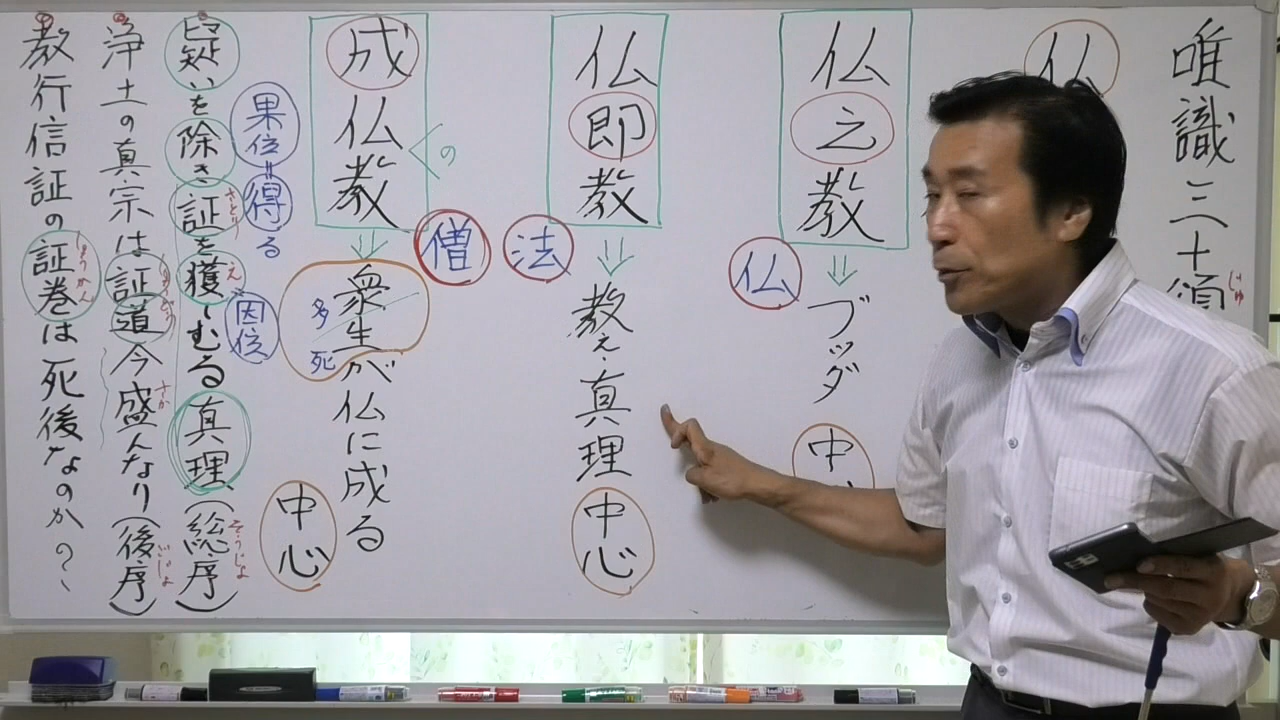 唯識三十頌
じゅ
仏
仏之教
⇓
ブッダ
中
仏
仏即教
⇓
教え・真理
中心
法
僧
成仏教
の
⇓
衆生が仏に成る
多
死
中心
果位=得る
因位
疑いを除き証を獲しむる真理(総序)
さとり
え
そうじょ
浄土の真宗は証道今盛んなり(後序)
さか
ごじょ
教行信証の証巻は死後なのか?
しょうかん